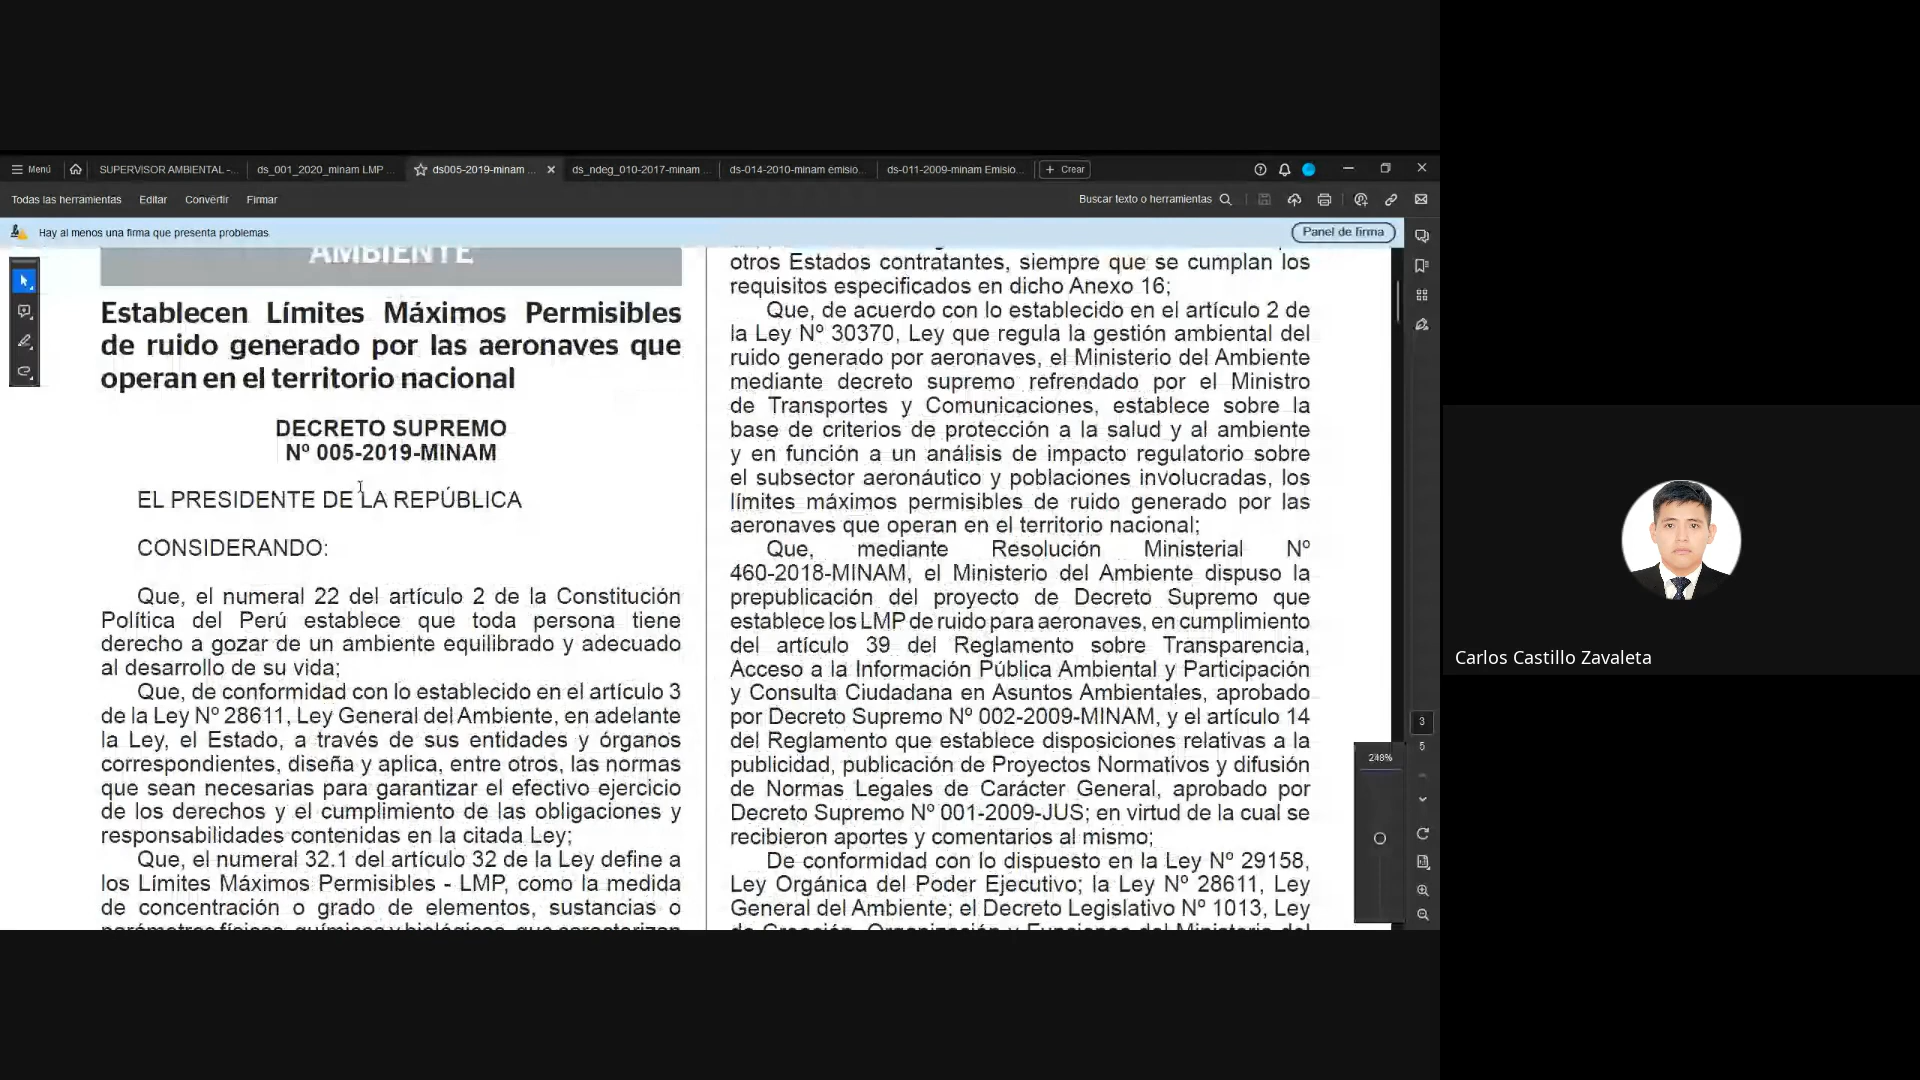 Menú
SUPERVISOR AMBIENTAL -...
ds_001_2020_minam LMP ...
ds005-2019-minam ...
ds_ndeg_010-2017-minam ...
ds-014-2010-minam emisio...
ds-011-2009-minam Emisio...
Crear
Todas las herramientas
Editar
Convertir
Firmar
Buscar texto o herramientas
Hay al menos una firma que presenta problemas.
Panel de firma
AMBIENTE
Establecen Límites Máximos Permisibles
de ruido generado por las aeronaves que
operan en el territorio nacional
DECRETO SUPREMO
Nº 005-2019-MINAM
EL PRESIDENTE DE LA REPÚBLICA
CONSIDERANDO:
Que, el numeral 22 del artículo 2 de la Constitución
Política del Perú establece que toda persona tiene
derecho a gozar de un ambiente equilibrado y adecuado
al desarrollo de su vida;
Que, de conformidad con lo establecido en el artículo 3
de la Ley Nº 28611, Ley General del Ambiente, en adelante
la Ley, el Estado, a través de sus entidades y órganos
correspondientes, diseña y aplica, entre otros, las normas
que sean necesarias para garantizar el efectivo ejercicio
de los derechos y el cumplimiento de las obligaciones y
responsabilidades contenidas en la citada Ley;
Que, el numeral 32.1 del artículo 32 de la Ley define a
los Límites Máximos Permisibles - LMP, como la medida
de concentración o grado de elementos, sustancias o
parámetros físicos, químicos y biológicos, que caracterizan
otros Estados contratantes, siempre que se cumplan los
requisitos especificados en dicho Anexo 16;
Que, de acuerdo con lo establecido en el artículo 2 de
la Ley Nº 30370, Ley que regula la gestión ambiental del
ruido generado por aeronaves, el Ministerio del Ambiente
mediante decreto supremo refrendado por el Ministro
de Transportes y Comunicaciones, establece sobre la
base de criterios de protección a la salud y al ambiente
y en función a un análisis de impacto regulatorio sobre
el subsector aeronáutico y poblaciones involucradas, los
límites máximos permisibles de ruido generado por las
aeronaves que operan en el territorio nacional;
Que, mediante Resolución Ministerial Nº
460-2018-MINAM, el Ministerio del Ambiente dispuso la
prepublicación del proyecto de Decreto Supremo que
establece los LMP de ruido para aeronaves, en cumplimiento
del artículo 39 del Reglamento sobre Transparencia,
Acceso a la Información Pública Ambiental y Participación
y Consulta Ciudadana en Asuntos Ambientales, aprobado
por Decreto Supremo Nº 002-2009-MINAM, y el artículo 14
del Reglamento que establece disposiciones relativas a la
publicidad, publicación de Proyectos Normativos y difusión
de Normas Legales de Carácter General, aprobado por
Decreto Supremo Nº 001-2009-JUS; en virtud de la cual se
recibieron aportes y comentarios al mismo;
De conformidad con lo dispuesto en la Ley Nº 29158,
Ley Orgánica del Poder Ejecutivo; la Ley Nº 28611, Ley
General del Ambiente; el Decreto Legislativo Nº 1013, Ley
de Creación, Organización y Funciones del Ministerio del
3
5
248%
Carlos Castillo Zavaleta